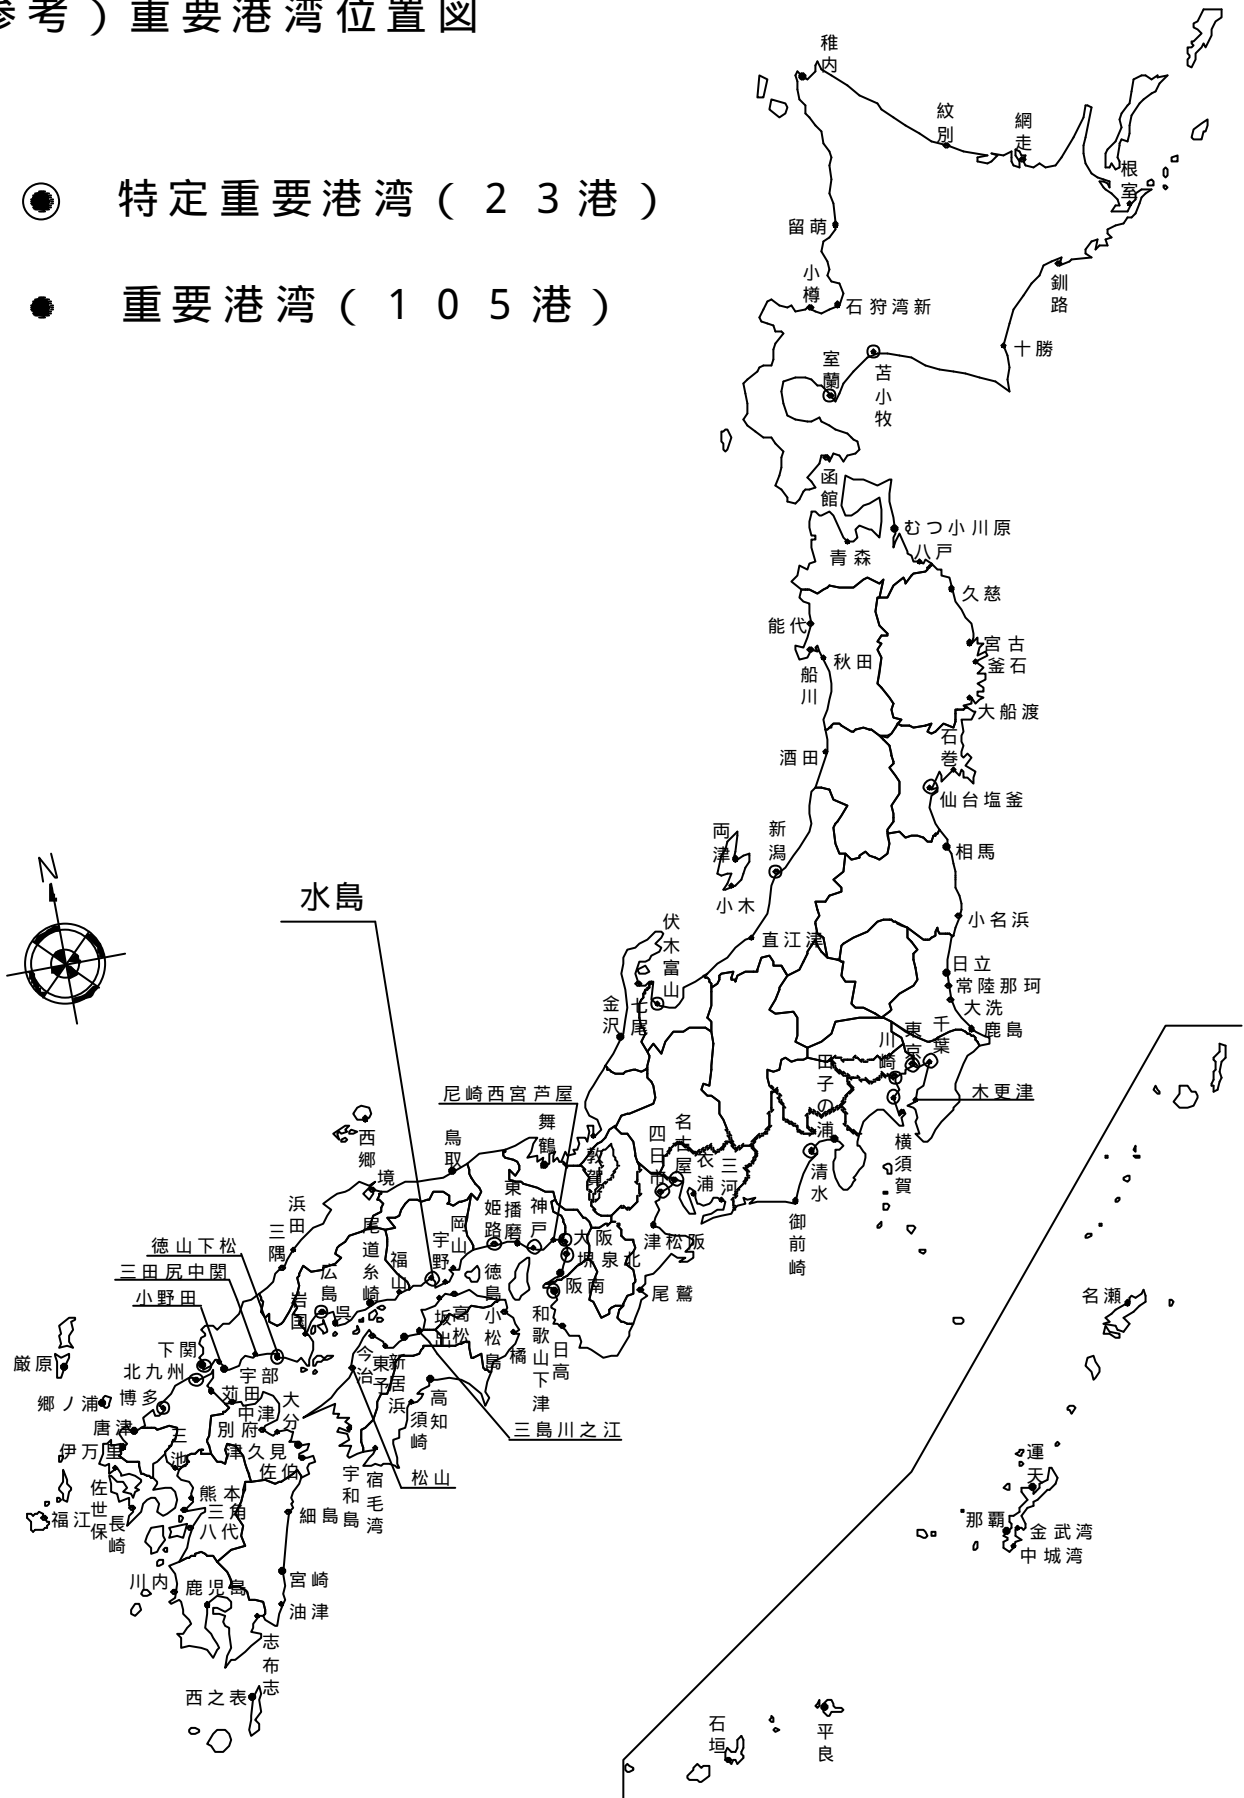 参考）重要港湾位置図
特定重要港湾（２３港）
重要港湾（１０５港）
稚内
紋別
網走
根室
留萌
小樽
石狩湾新
釧路
十勝
室蘭
苫小牧
函館
むつ小川原
青森
八戸
久慈
能代
宮古
釜石
秋田
船川
大船渡
石巻
酒田
仙台塩釜
両津
新潟
相馬
N
水島
小木
伏木富山
直江津
小名浜
日立
常陸那珂
大洗
鹿島
金沢
七尾
川崎
東京
千葉
田子の浦
木更津
尼崎西宮芦屋
横須賀
西郷
鳥取
舞鶴
敦賀
四日市
名古屋
衣浦
三河
清水
御前崎
境
浜田
三隅
尾道糸崎
福山
宇野
岡山
姫路
東播磨
神戸
大阪
堺泉北
阪南
津松阪
尾鷲
徳山下松
三田尻中関
小野田
広島
呉
岩国
徳島
高松
坂出
小松島
橘
和歌山下津
日高
名瀬
下関
北九州
宇部
厳原
郷ノ浦
博多
苅田
中津
大分
今治
東予
新居浜
高知
須崎
三島川之江
唐津
三池
別府
津久見
佐伯
伊万里
松山
宇和島
宿毛湾
佐世保
長崎
福江
熊本
三角
八代
細島
運天
那覇
金武湾
中城湾
川内
鹿児島
宮崎
油津
志布志
西之表
石垣
平良